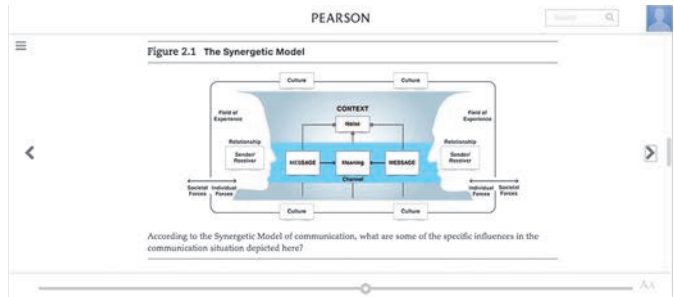 PEARSON
Search
Figure 2.1 The Synergetic Model
Culture Culture
CONTEXT
Noise
Field of
Experience
Field of
Experience
Relationship
Relationship
Sender/
Receiver
MESSAGE
Meaning
MESSAGE
Sender/
Receiver
Channel
Societal
Forces
Individual
Forces
Individual
Forces
Societal
Forces
Culture Culture
According to the Synergetic Model of communication, what are some of the specific influences in the
communication situation depicted here?
AA